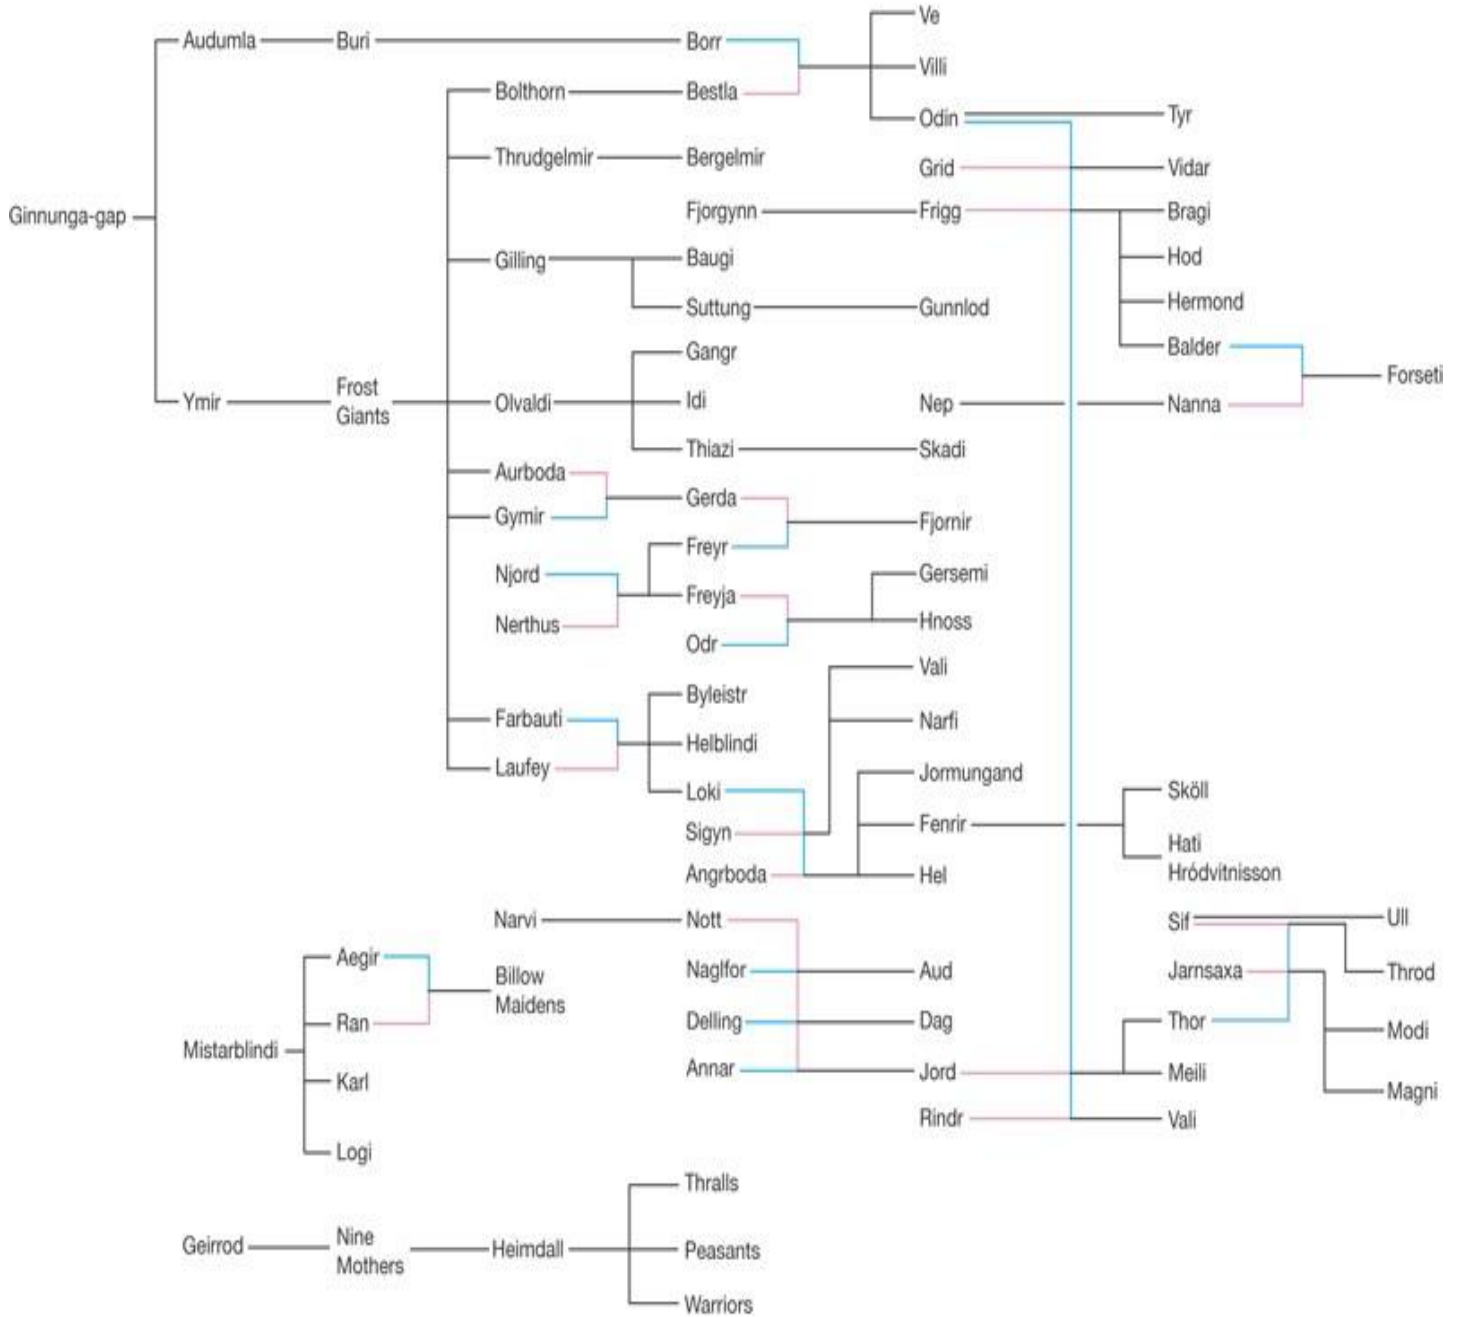 Ve
Audumla Buri Borr
Villi
Bolthorn Bestla
Odin Tyr
Thrudgelmir Bergelmir
Grid Vidar
Ginnunga-gap
Fjorgynn Frigg Bragi
Gilling Baugi Hod
Suttung Gunnlod Hermond
Gangr Balder
Forseti
Ymir Frost Olvaldi Idi Nep Nanna
Giants
Thiazi Skadi
Aurboda
Gerda
Gymir Fjornir
Freyr
Njord Gersemi
Freyja
Nerthus Hnoss
Odr
Vali
Byleistr
Farbauti Narfi
Helblindi
Laufey Jormungand
Loki Sköll
Sigyn Fenrir
Hati
Angrboda Hel Hródvitnisson
Narvi Nott Sif Ull
Aegir
Billow Naglfor Aud Jarnsaxa Throd
Maidens
Ran Delling Dag Thor Modi
Mistarblindi
Karl Annar Jord Meili
Magni
Rindr Vali
Logi
Thralls
Geirrod Nine Heimdall Peasants
Mothers
Warriors